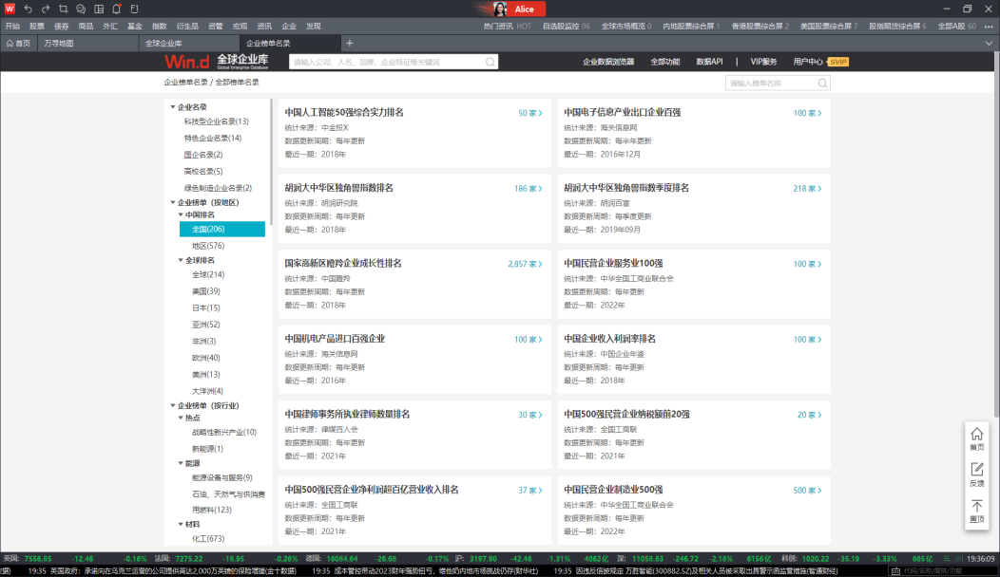 W
Alice
开始 股票 债券 商品 外汇 基金 指数 衍生品 资管 宏观 资讯 企业 发现
热门资讯 HOT 自选股监控 06 全球市场概览 0 内地股票综合屏 1 香港股票综合屏 2 美国股票综合屏 7 股指期货综合屏 6 全部A股 60
首页 万寻地图 全球企业库 企业榜单名录
Win.d 全球企业库
Global Enterprise Database
请输入公司、人名、品牌、企业特征等关键词
企业数据浏览器 全部功能 数据API | VIP服务 用户中心 SVIP
企业榜单名录 / 全部榜单名录
请输入榜单名称
企业名录
科技型企业名录(13)
特色企业名录(14)
国企名录(2)
高校名录(5)
绿色制造企业名录(2)
企业榜单（按地区）
中国排名
全国(206)
地区(576)
全球排名
全球(214)
美国(39)
日本(15)
亚洲(52)
非洲(3)
欧洲(40)
美洲(13)
大洋洲(4)
企业榜单（按行业）
热点
战略性新兴产业(10)
新能源(1)
能源
能源设备与服务(9)
石油、天然气与供消费
用燃料(123)
材料
化工(673)
中国人工智能50强综合实力排名 50 家
统计来源：中金投X
数据更新周期：每年更新
最近一期：2018年
中国电子信息产业出口企业百强 100 家
统计来源：海关信息网
数据更新周期：每半年更新
最近一期：2016年12月
胡润大中华区独角兽指数排名 186 家
统计来源：胡润研究院
数据更新周期：每年更新
最近一期：2018年
胡润大中华区独角兽指数季度排名 218 家
统计来源：胡润百富
数据更新周期：每季度更新
最近一期：2019年09月
国家高新区瞪羚企业成长性排名 2,857 家
统计来源：中国瞪羚
数据更新周期：每年更新
最近一期：2018年
中国民营企业服务业100强 100 家
统计来源：中华全国工商业联合会
数据更新周期：每年更新
最近一期：2022年
中国机电产品进口百强企业 100 家
统计来源：海关信息网
数据更新周期：每年更新
最近一期：2016年
中国企业收入利润率排名 100 家
统计来源：中国企业年鉴
数据更新周期：每年更新
最近一期：2018年
中国律师事务所执业律师数量排名 30 家
统计来源：律媒百人会
数据更新周期：每年更新
最近一期：2021年
中国500强民营企业纳税额前20强 20 家
统计来源：全国工商联
数据更新周期：每年更新
最近一期：2021年
中国500强民营企业净利润超百亿营业收入排名 37 家
统计来源：全国工商联
数据更新周期：每年更新
最近一期：2021年
中国民营企业制造业500强 500 家
统计来源：中华全国工商业联合会
数据更新周期：每年更新
最近一期：2022年
首页
反馈
置顶
英国: 7556.85 -12.46 -0.16% 法国: 7275.22 -18.95 -0.26% 德国: 16084.64 -26.68 -0.17% 沪: 3197.90 -42.46 -1.31% 4062亿 深: 11058.63 -246.72 -2.18% 6156亿 科创: 1020.22 -35.19 -3.33% 865亿 19:36:09
据) 19:35 英国政府：承诺向在乌克兰运营的公司提供高达2,000万英镑的保险增援(金十数据) 19:35 成本管控带动2023财年强势扭亏，维他奶内地市场挑战仍存(财华社) 19:35 因违反信披规定 万胜智能(300882.SZ)及相关人员被采取出具警示函监管措施(智通财经)
代码/名称/简拼/功能